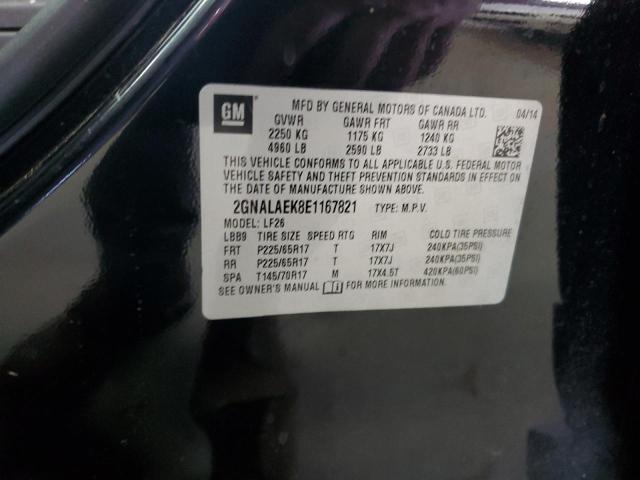 GM
MFD BY GENERAL MOTORS OF CANADA LTD. 04/14
GVWR GAWR FRT GAWR RR
2250 KG 1175 KG 1240 KG
4960 LB 2590 LB 2733 LB
THIS VEHICLE CONFORMS TO ALL APPLICABLE U.S. FEDERAL MOTOR
VEHICLE SAFETY AND THEFT PREVENTION STANDARDS IN EFFECT ON
THE DATE OF MANUFACTURE SHOWN ABOVE.
2GNALAEK8E1167821 TYPE: M.P.V.
MODEL: LF26
LBB9 TIRE SIZE SPEED RTG RIM COLD TIRE PRESSURE
FRT P225/65R17 T 17X7J 240KPA(35PSI)
RR P225/65R17 T 17X7J 240KPA(35PSI)
SPA T145/70R17 M 17X4.5T 420KPA(60PSI)
SEE OWNER'S MANUAL FOR MORE INFORMATION.